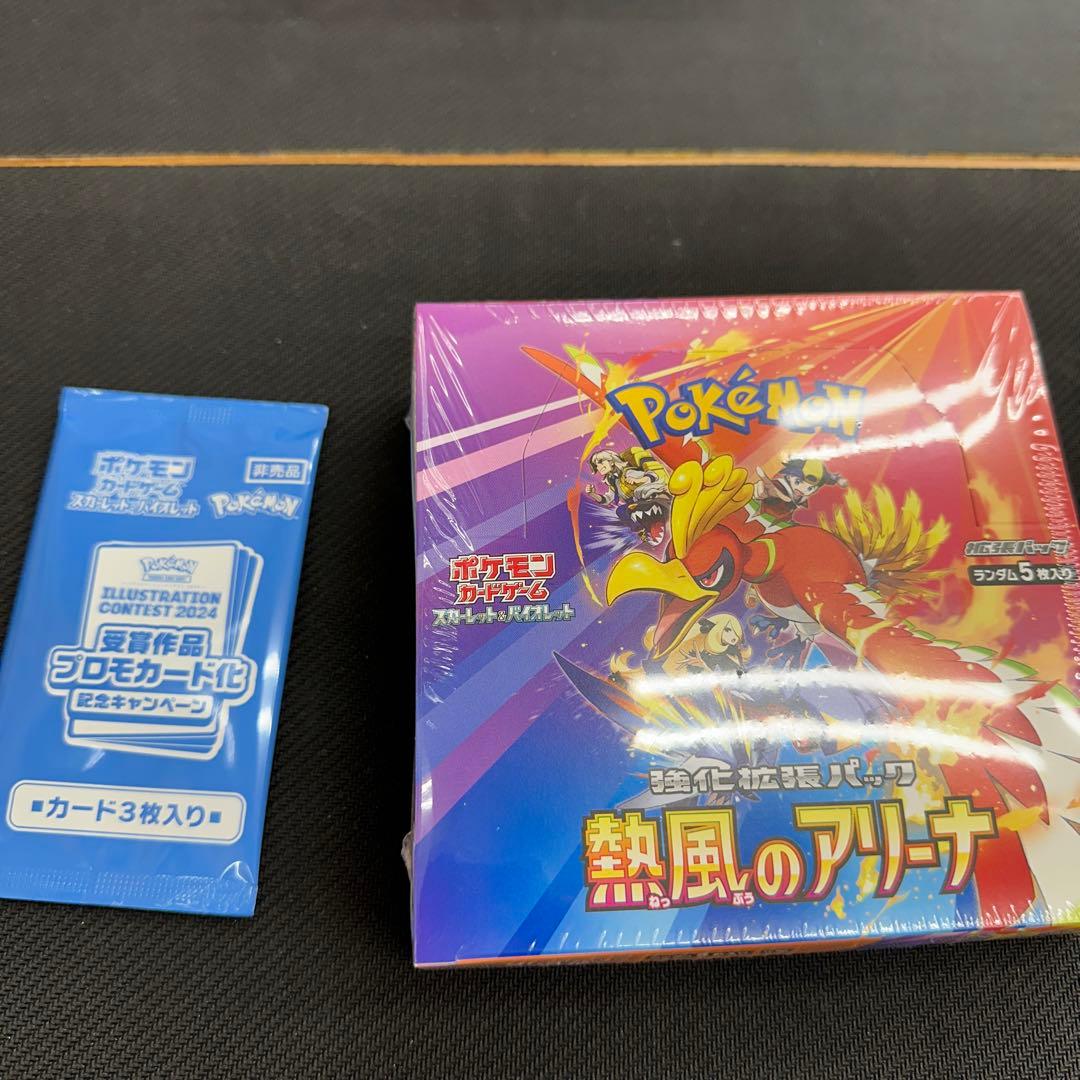 ポケモン
カードゲーム
スカーレット&バイオレット
非売品
POKÉMON
POKÉMON
ILLUSTRATION
CONTEST 2024
受賞作品
プロモカード化
記念キャンペーン
■カード3枚入り■
POKÉMON
ポケモン
カードゲーム
スカーレット&バイオレット
拡張パック
ランダム5枚入り
強化拡張パック
熱風のアリーナ
ねっ ぷう